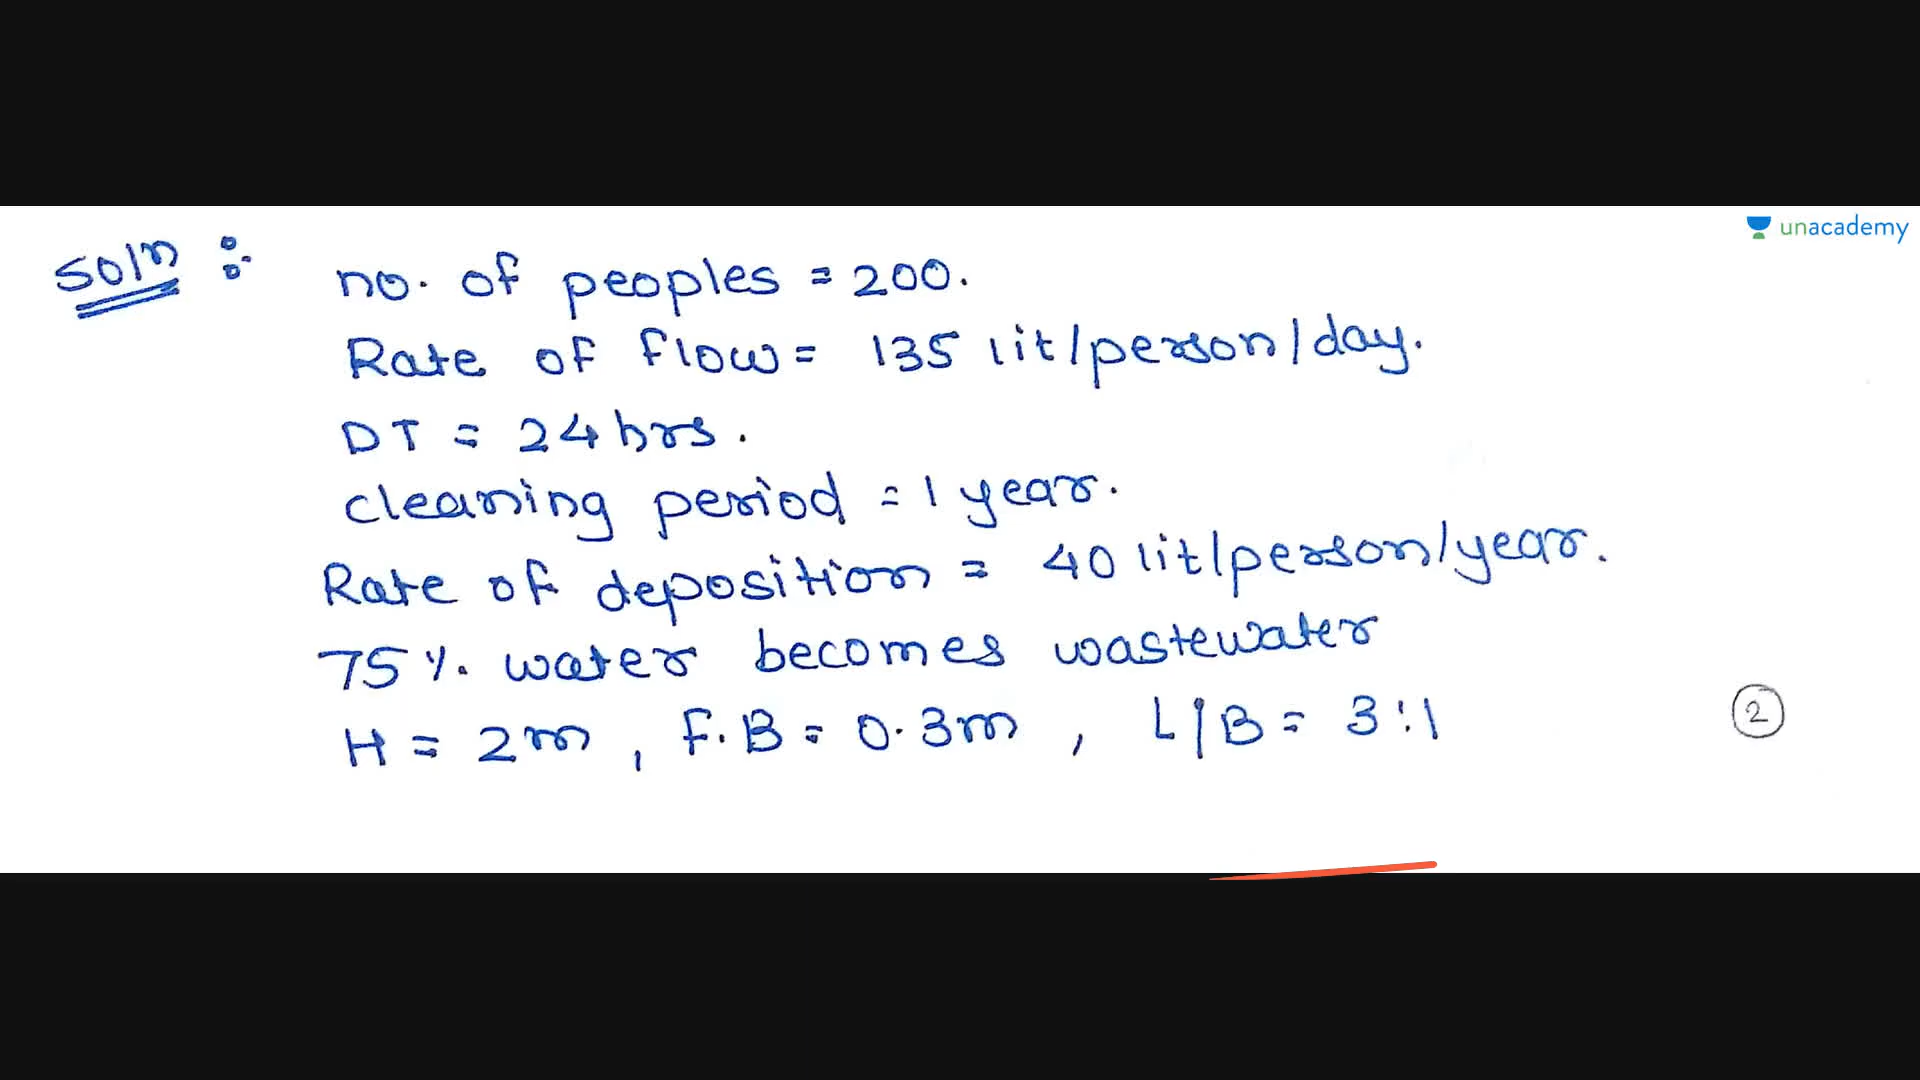 unacademy
Soln :
no. of peoples = 200.
Rate of flow = 135 lit/person/day.
DT = 24 hrs.
cleaning period = 1 year.
Rate of deposition = 40 lit/person/year.
75 %. water becomes wastewater
H = 2m, F.B = 0.3m, L/B = 3:1
2